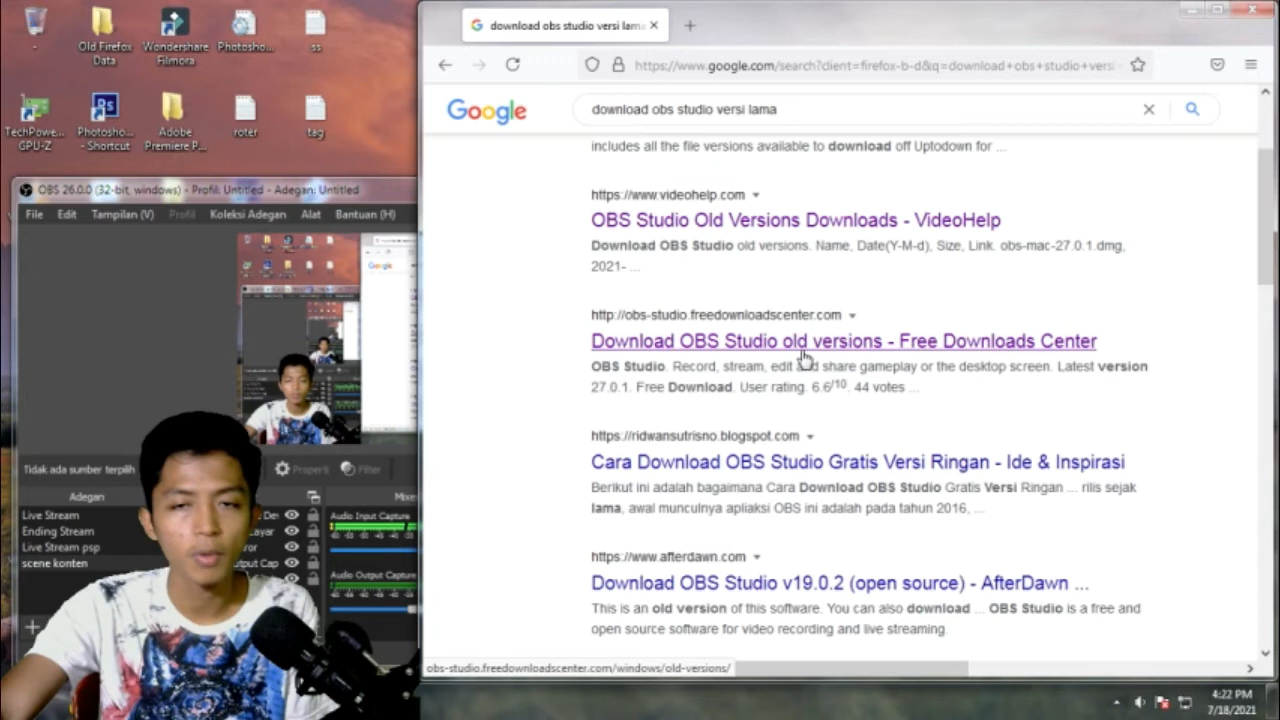 -
Old Firefox
Data
Wondershare
Filmora
Photosho...
ss
TechPowe...
GPU-Z
Ps
Photosho...
- Shortcut
Adobe
Premiere P...
roter
tag
OBS 26.0.0 (32-bit, windows) - Profil: Untitled - Adegan: Untitled
File Edit Tampilan (V) Profil Koleksi Adegan Alat Bantuan (H)
Google
Tidak ada sumber terpilih
Properti
Filter
Adegan
Mixe
Live Stream
Ending Stream
Live Stream psp
scene konten
De
Layar
ror
utput Cap
Audio Input Capture
Audio Output Capture
download obs studio versi lama
https://www.google.com/search?client=firefox-b-d&q=download+obs+studio+versi
Google
download obs studio versi lama
includes all the file versions available to download off Uptodown for ...
https://www.videohelp.com
OBS Studio Old Versions Downloads - VideoHelp
Download OBS Studio old versions. Name, Date(Y-M-d), Size, Link. obs-mac-27.0.1.dmg,
2021- ...
http://obs-studio.freedownloadscenter.com
Download OBS Studio old versions - Free Downloads Center
OBS Studio. Record, stream, edit and share gameplay or the desktop screen. Latest version
27.0.1. Free Download. User rating. 6.6/10. 44 votes ...
https://ridwansutrisno.blogspot.com
Cara Download OBS Studio Gratis Versi Ringan - Ide & Inspirasi
Berikut ini adalah bagaimana Cara Download OBS Studio Gratis Versi Ringan ... rilis sejak
lama, awal munculnya apliaksi OBS ini adalah pada tahun 2016, ...
https://www.afterdawn.com
Download OBS Studio v19.0.2 (open source) - AfterDawn ...
This is an old version of this software. You can also download ... OBS Studio is a free and
open source software for video recording and live streaming.
obs-studio.freedownloadscenter.com/windows/old-versions/
4:22 PM
7/18/2021